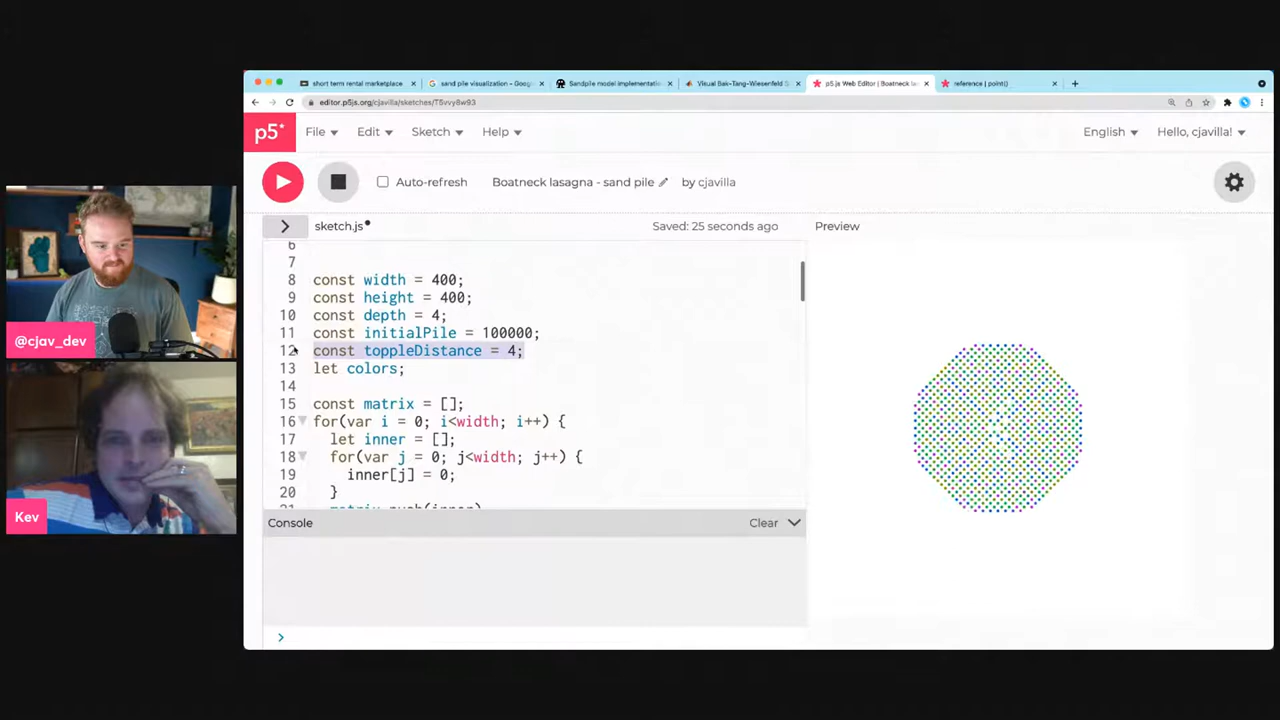 short term rental marketplace
sand pile visualization - Goog
Sandpile model implementatio
Visual Bak-Tang-Wiesenfeld S
p5.js Web Editor | Boatneck la
reference | point()
editor.p5js.org/cjavilla/sketches/T5vvy8w93
p5*
File
Edit
Sketch
Help
English
Hello, cjavilla!
Auto-refresh
Boatneck lasagna - sand pile
by cjavilla
sketch.js
Saved: 25 seconds ago
Preview
6
7
8 const width = 400;
9 const height = 400;
10 const depth = 4;
11 const initialPile = 100000;
12 const toppleDistance = 4;
13 let colors;
14
15 const matrix = [];
16 for(var i = 0; i<width; i++) {
17 let inner = [];
18 for(var j = 0; j<width; j++) {
19 inner[j] = 0;
20 }
21 matrix.push(inner)
Console
Clear
>
@cjav_dev
Kev